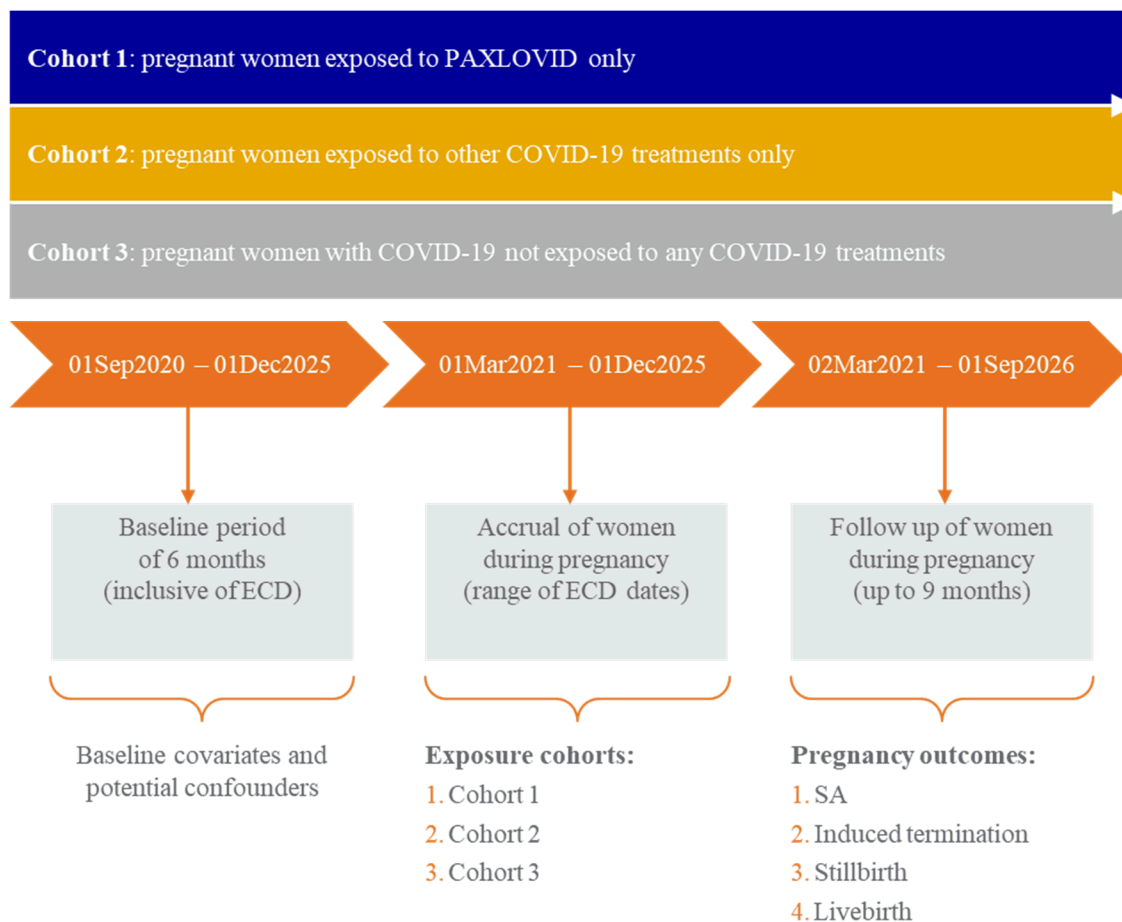 Cohort 1: pregnant women exposed to PAXLOVID only
Cohort 2: pregnant women exposed to other COVID-19 treatments only
Cohort 3: pregnant women with COVID-19 not exposed to any COVID-19 treatments
01Sep2020 – 01Dec2025
01Mar2021 – 01Dec2025
02Mar2021 – 01Sep2026
Baseline period
of 6 months
(inclusive of ECD)
Accrual of women
during pregnancy
(range of ECD dates)
Follow up of women
during pregnancy
(up to 9 months)
Baseline covariates and
potential confounders
Exposure cohorts:
1. Cohort 1
2. Cohort 2
3. Cohort 3
Pregnancy outcomes:
1. SA
2. Induced termination
3. Stillbirth
4. Livebirth